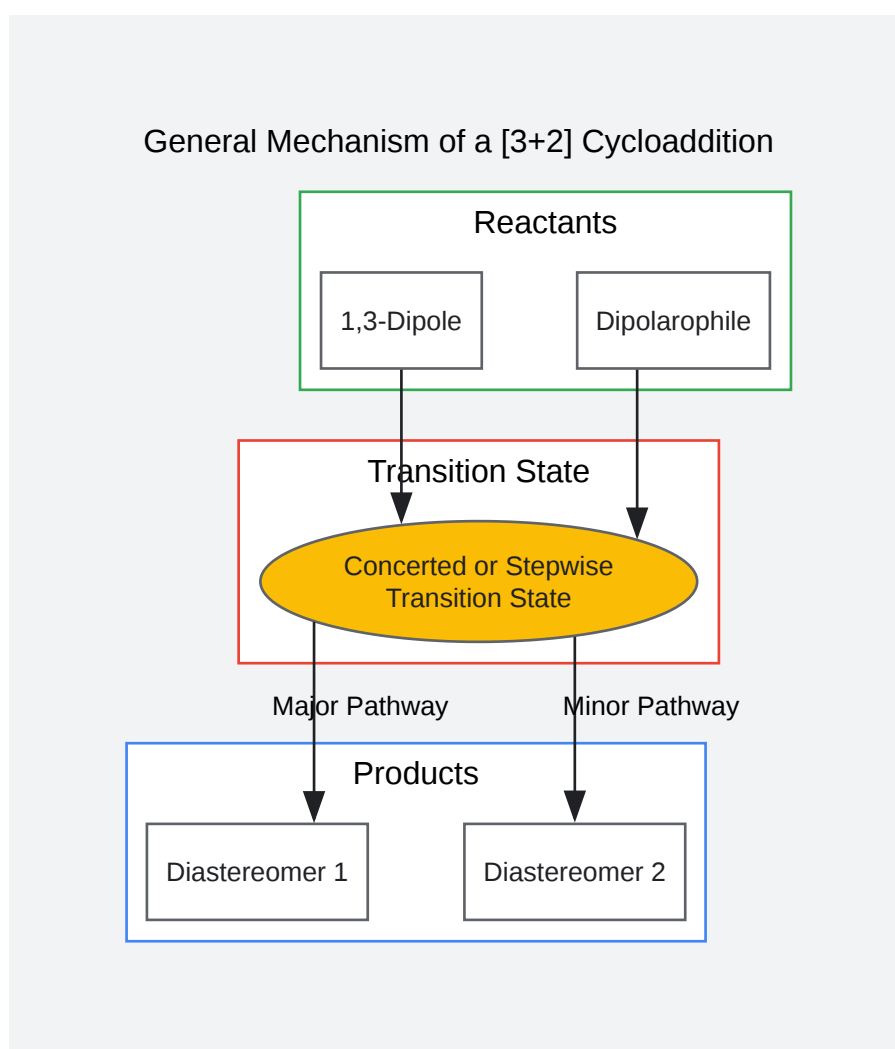 General Mechanism of a [3+2] Cycloaddition
Reactants
1,3-Dipole
Dipolarophile
Transition State
Concerted or Stepwise
Transition State
Major Pathway
Minor Pathway
Products
Diastereomer 1
Diastereomer 2